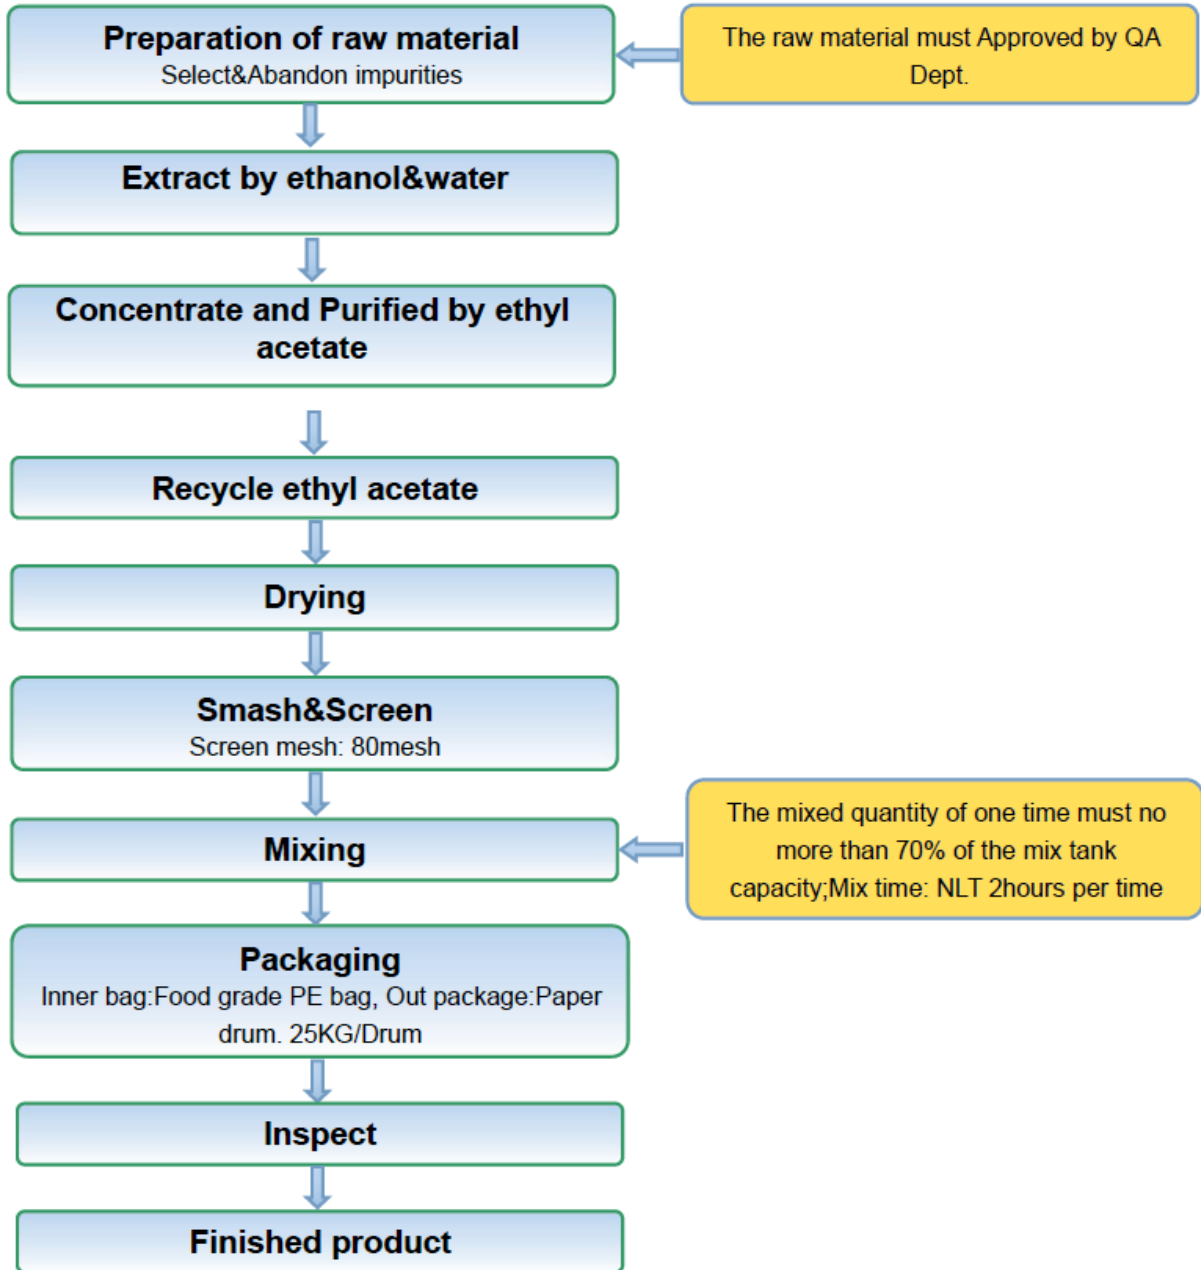 Preparation of raw material
Select&Abandon impurities
The raw material must Approved by QA
Dept.
Extract by ethanol&water
Concentrate and Purified by ethyl
acetate
Recycle ethyl acetate
Drying
Smash&Screen
Screen mesh: 80mesh
Mixing
The mixed quantity of one time must no
more than 70% of the mix tank
capacity;Mix time: NLT 2hours per time
Packaging
Inner bag:Food grade PE bag, Out package:Paper
drum. 25KG/Drum
Inspect
Finished product